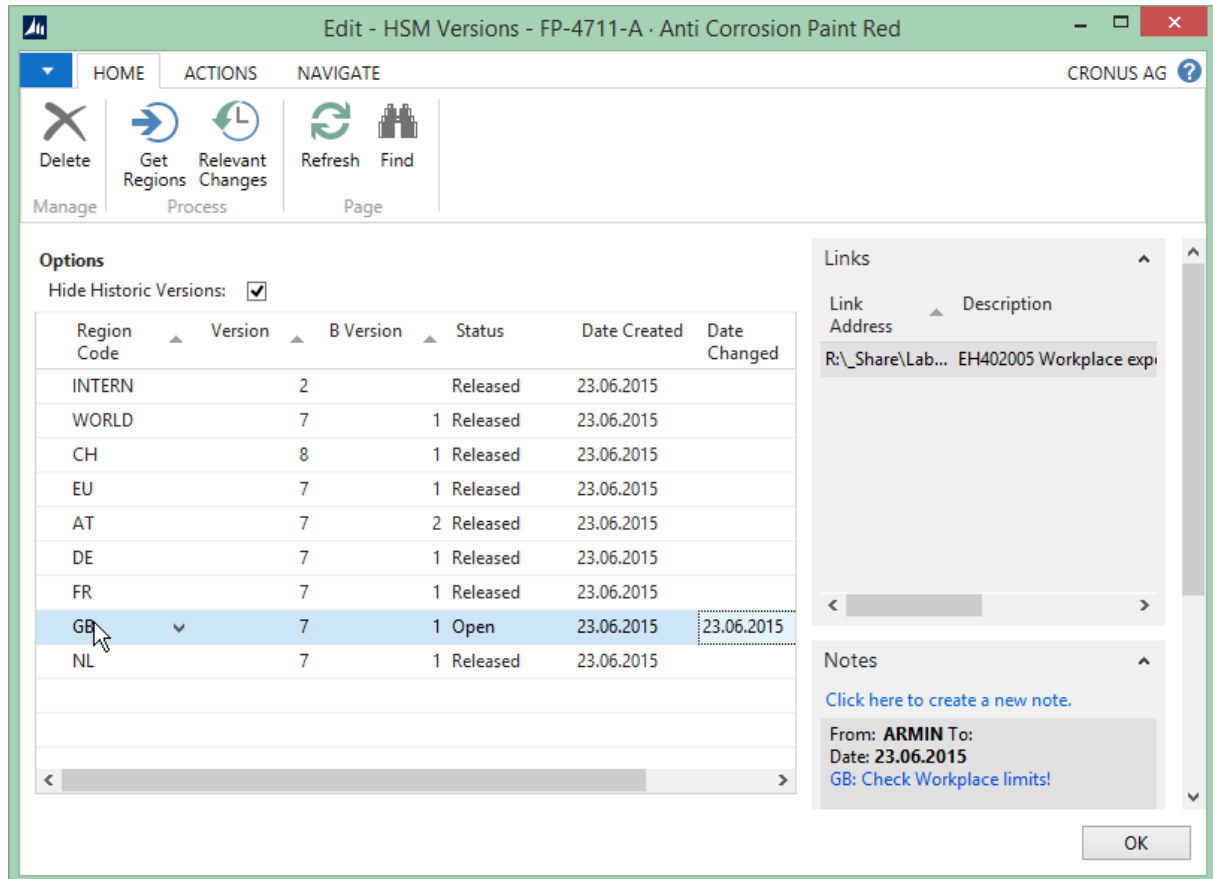 Edit - HSM Versions - FP-4711-A · Anti Corrosion Paint Red
HOME ACTIONS NAVIGATE CRONUS AG
Delete
Get Regions
Relevant Changes
Refresh
Find
Manage Process Page
Options
Hide Historic Versions:
Region Code Version B Version Status Date Created Date Changed
INTERN 2 Released 23.06.2015
WORLD 7 1 Released 23.06.2015
CH 8 1 Released 23.06.2015
EU 7 1 Released 23.06.2015
AT 7 2 Released 23.06.2015
DE 7 1 Released 23.06.2015
FR 7 1 Released 23.06.2015
GB 7 1 Open 23.06.2015 23.06.2015
NL 7 1 Released 23.06.2015
Links
Link Address Description
R:\_Share\Lab... EH402005 Workplace expo
Notes
Click here to create a new note.
From: ARMIN To:
Date: 23.06.2015
GB: Check Workplace limits!
OK